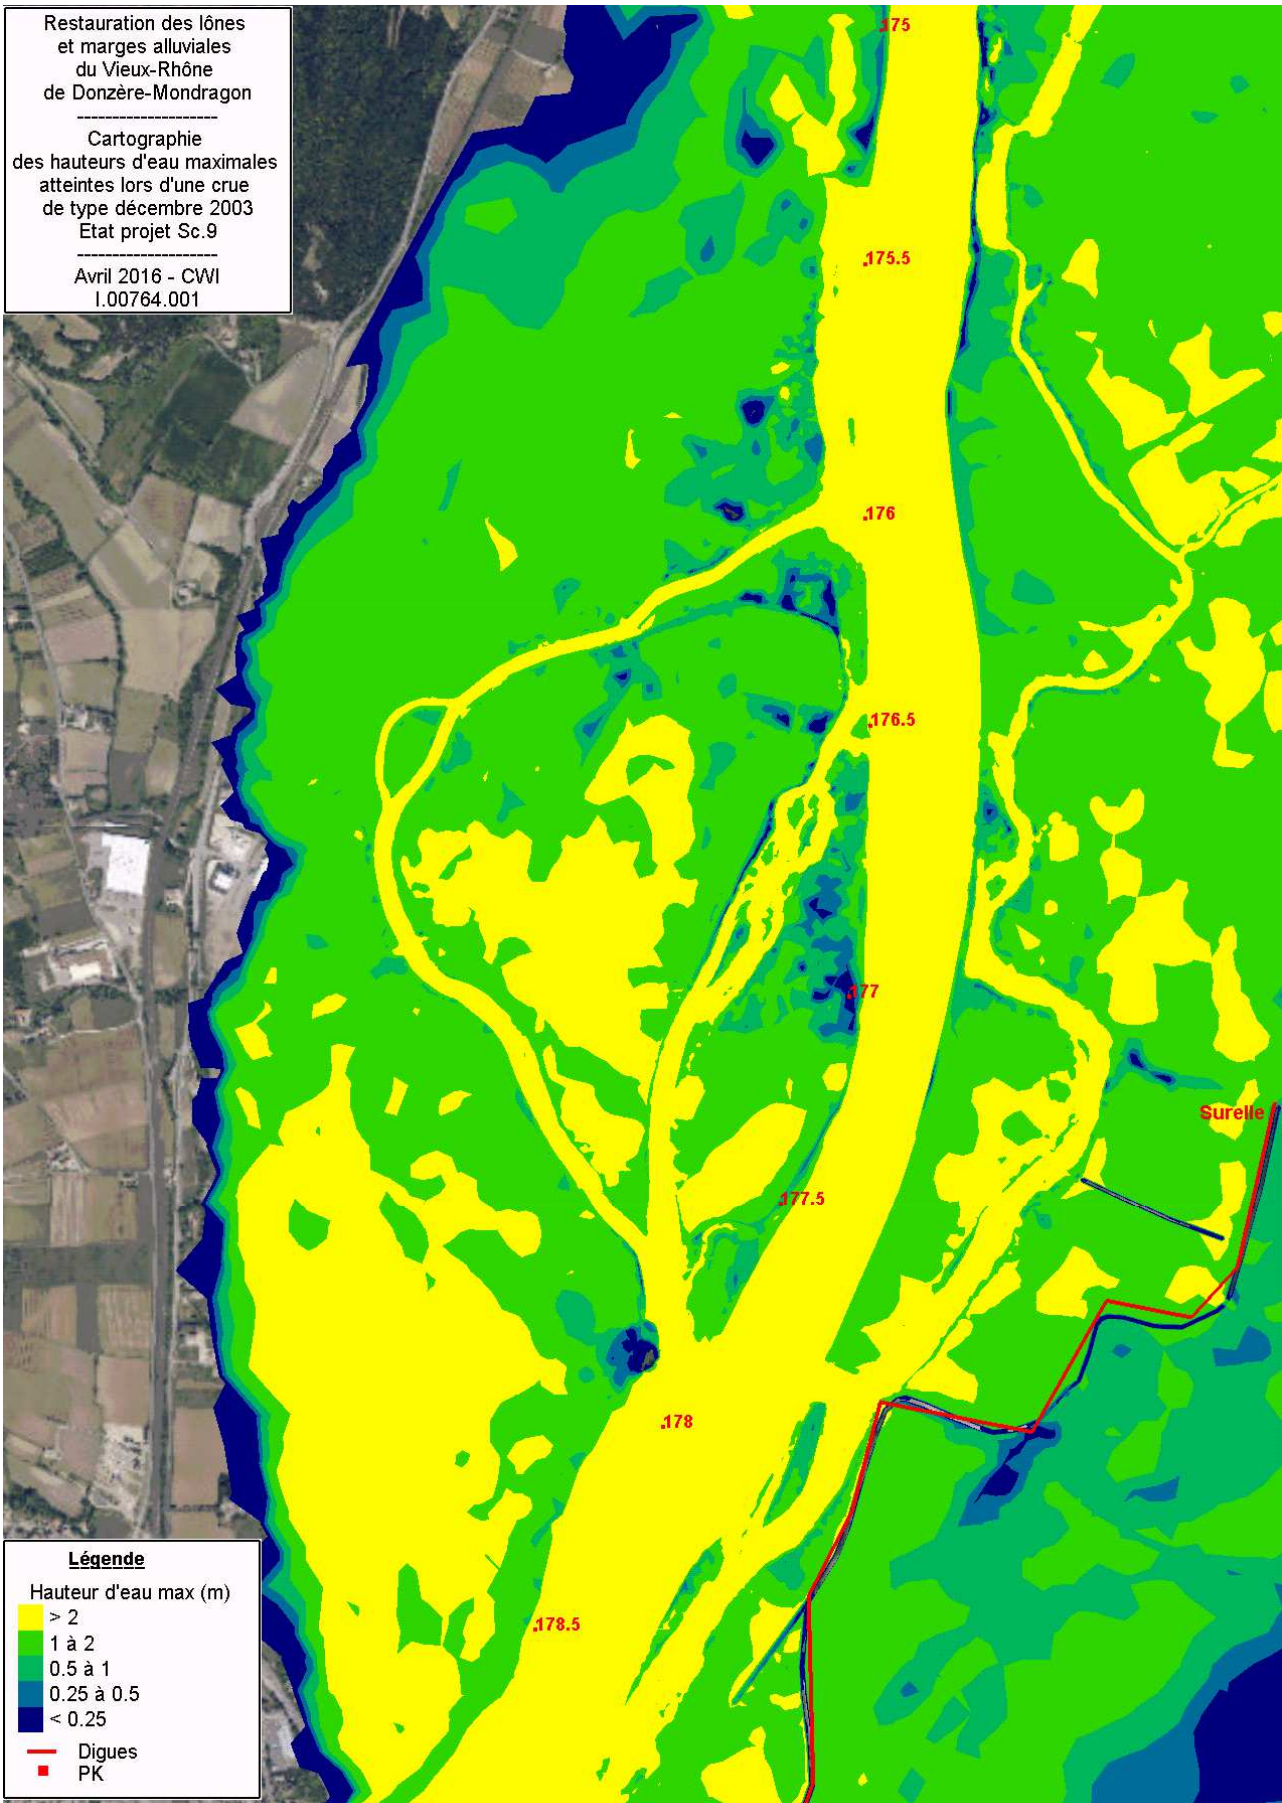 Restauration des lônes
et marges alluviales
du Vieux-Rhône
de Donzère-Mondragon
--------------------
Cartographie
des hauteurs d'eau maximales
atteintes lors d'une crue
de type décembre 2003
Etat projet Sc.9
--------------------
Avril 2016 - CWI
I.00764.001
175
175.5
176
176.5
177
Surelle
177.5
178
178.5
Légende
Hauteur d'eau max (m)
> 2
1 à 2
0.5 à 1
0.25 à 0.5
< 0.25
Digues
PK